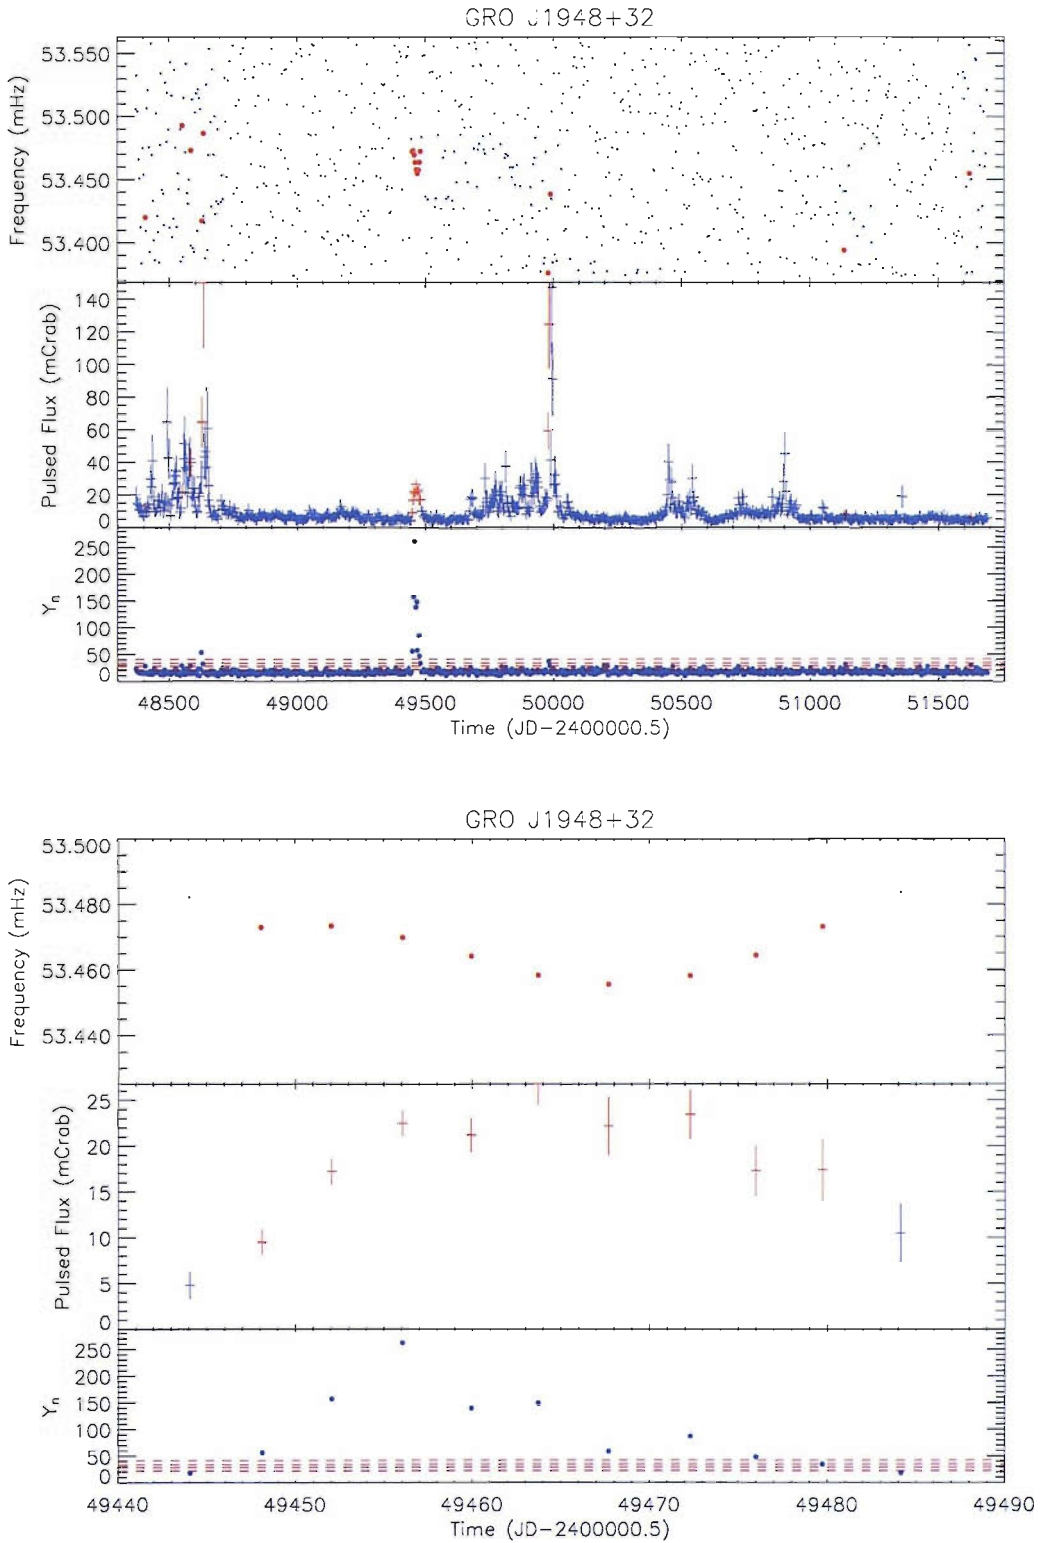 GRO J1948+32
Frequency (mHz)
53.550
53.500
53.450
53.400
Pulsed Flux (mCrab)
140
120
100
80
60
40
20
0
Yn
250
200
150
100
50
0
48500 49000 49500 50000 50500 51000 51500
Time (JD-2400000.5)
GRO J1948+32
Frequency (mHz)
53.500
53.480
53.460
53.440
Pulsed Flux (mCrab)
25
20
15
10
5
0
Yn
250
200
150
100
50
0
49440 49450 49460 49470 49480 49490
Time (JD-2400000.5)